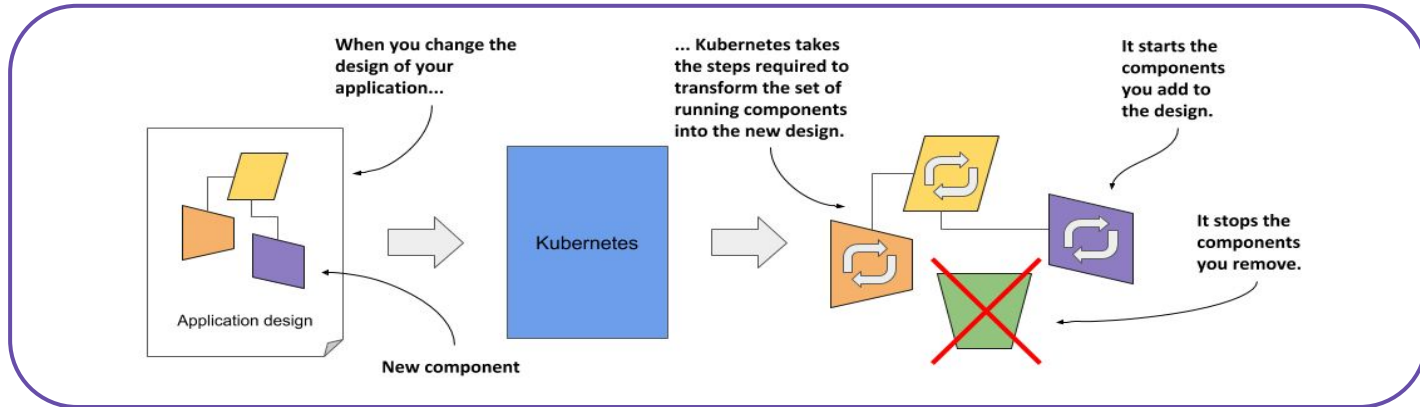 When you change the
design of your
application...
... Kubernetes takes
the steps required to
transform the set of
running components
into the new design.
It starts the
components
you add to
the design.
Kubernetes
It stops the
components
you remove.
Application design
New component